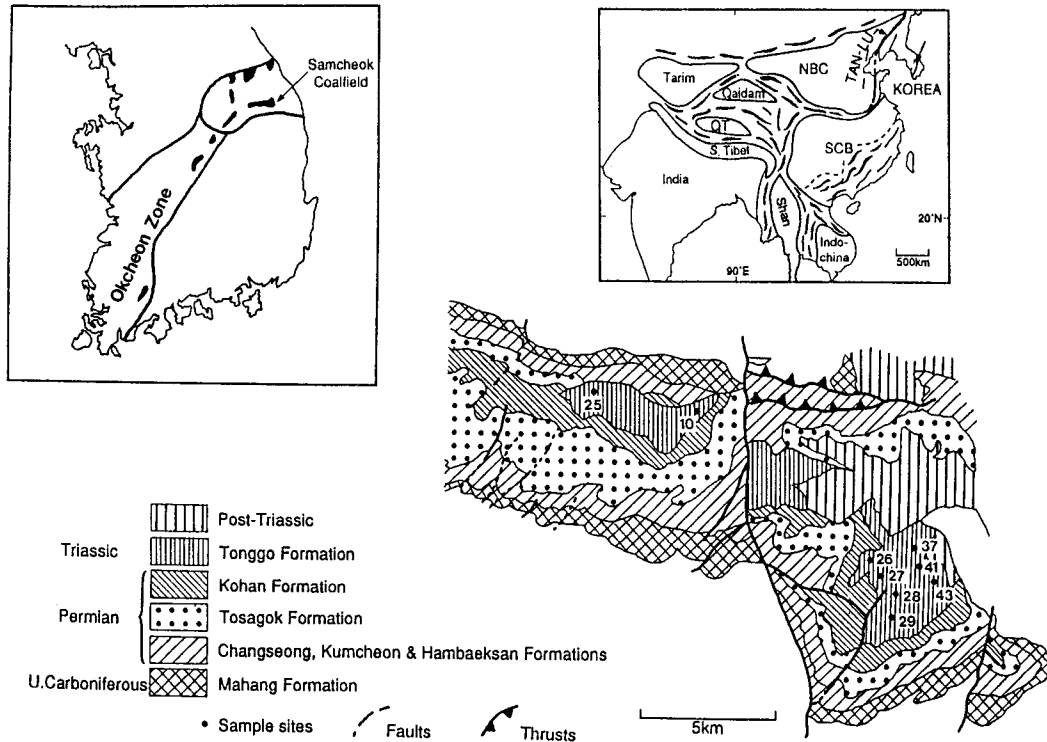 Samcheok
Coalfield
Okcheon Zone
Tarim
NBC
TAN-LU
KOREA
Qaidam
QT
S. Tibet
SCB
India
Shan
Indo-
china
20°N
90°E
500km
25
10
37
26
41
27
43
28
29
Post-Triassic
Triassic
Tonggo Formation
Kohan Formation
Permian
Tosagok Formation
Changseong, Kumcheon & Hambaeksan Formations
U.Carboniferous
Mahang Formation
Sample sites
Faults
Thrusts
5km